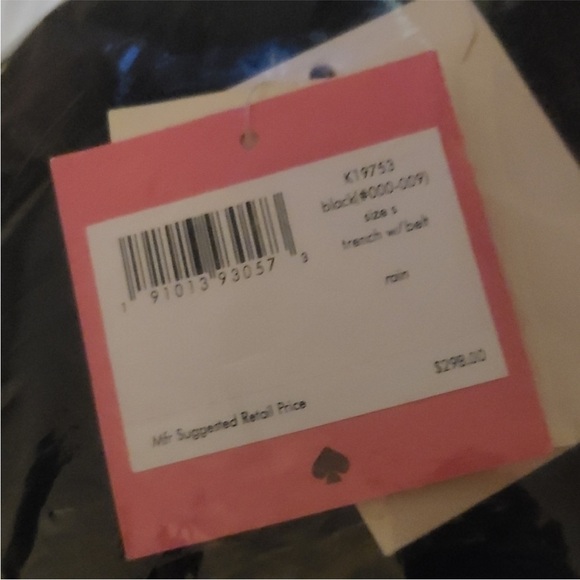 K19753
black(#000-009)
size s
trench w/belt
rain
1 91013 93057 3
$298.00
Mfr Suggested Retail Price